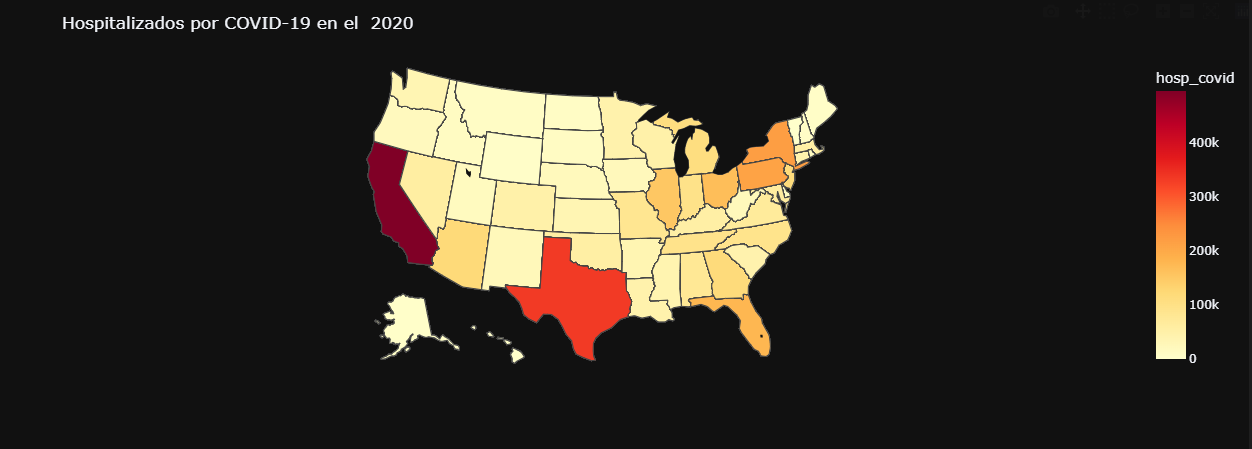 Hospitalizados por COVID-19 en el  2020
hosp_covid
400k
300k
200k
100k
0